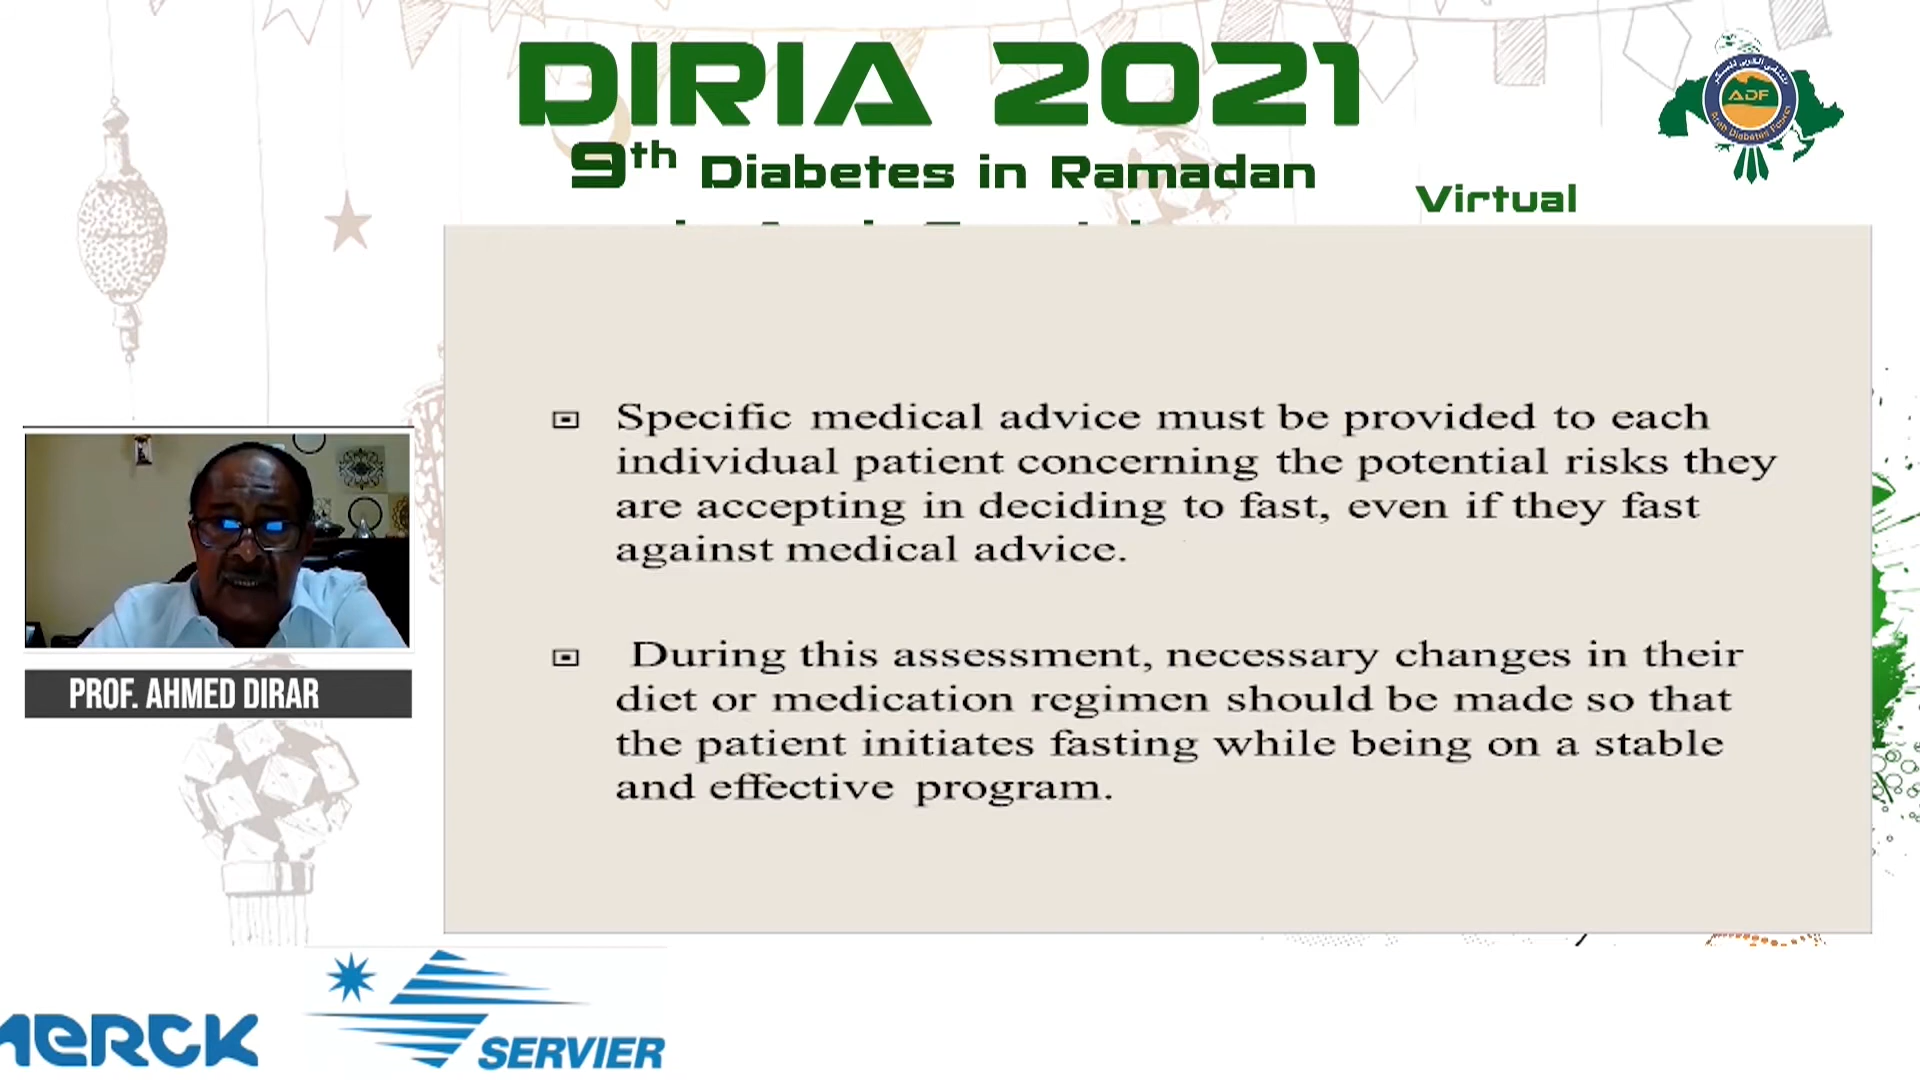 DIRIA 2021
9th Diabetes in Ramadan
Virtual
ADF
Specific medical advice must be provided to each
individual patient concerning the potential risks they
are accepting in deciding to fast, even if they fast
against medical advice.
During this assessment, necessary changes in their
diet or medication regimen should be made so that
the patient initiates fasting while being on a stable
and effective program.
PROF. AHMED DIRAR
MERCK
SERVIER